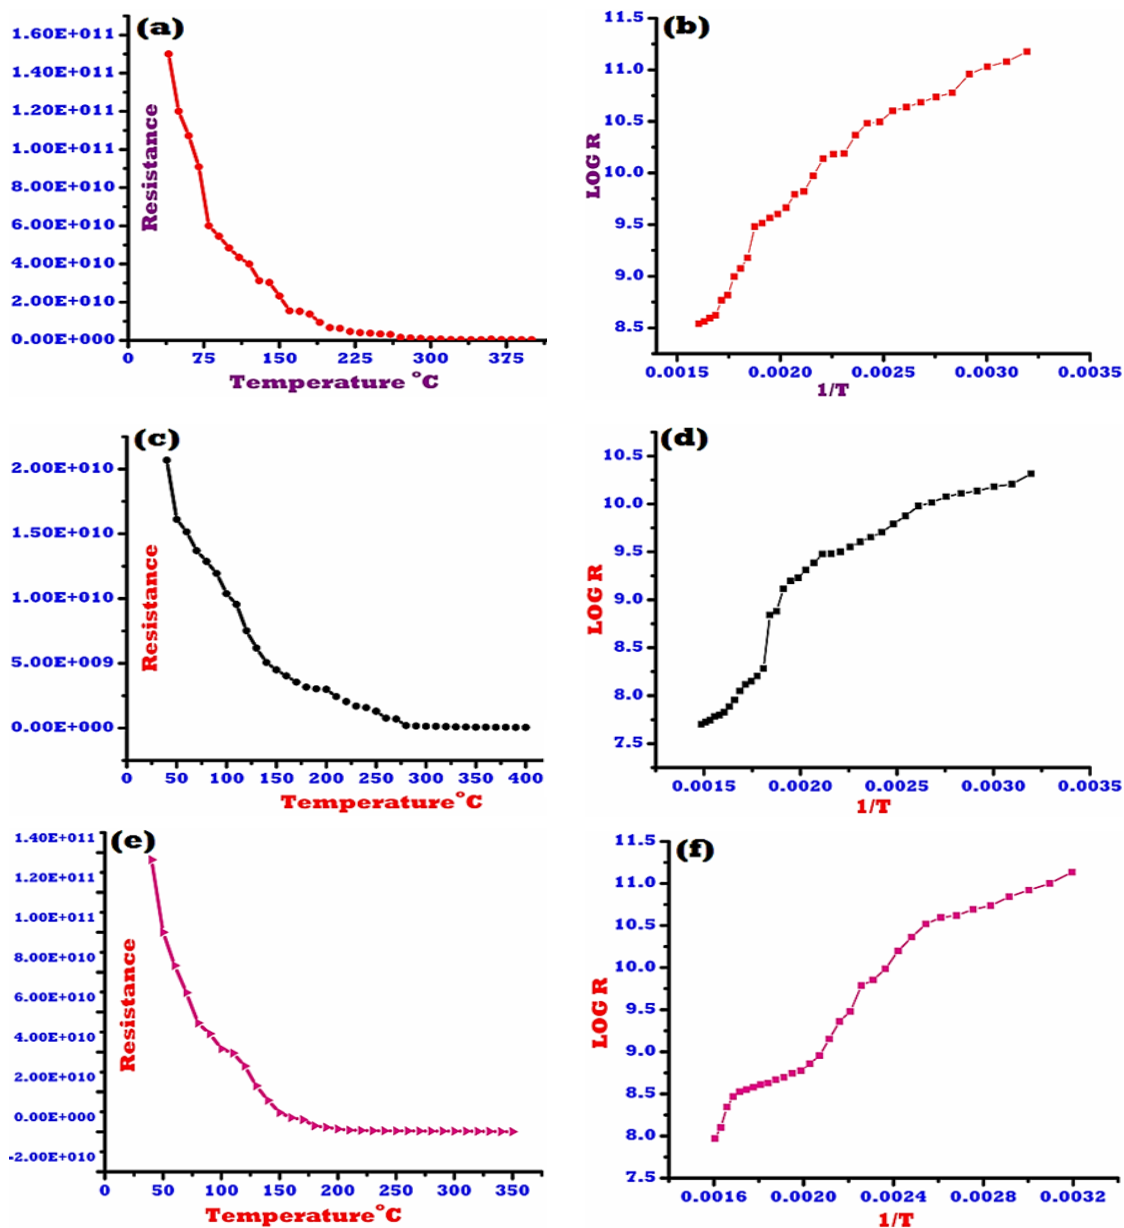 (a)
1.60E+011
1.40E+011
1.20E+011
1.00E+011
8.00E+010
6.00E+010
4.00E+010
2.00E+010
0.00E+000
Resistance
0 75 150 225 300 375
Temperature °C
(b)
11.5
11.0
10.5
10.0
9.5
9.0
8.5
LOG R
0.0015 0.0020 0.0025 0.0030 0.0035
1/T
(c)
2.00E+010
1.50E+010
1.00E+010
5.00E+009
0.00E+000
Resistance
0 50 100 150 200 250 300 350 400
Temperature°C
(d)
10.5
10.0
9.5
9.0
8.5
8.0
7.5
LOG R
0.0015 0.0020 0.0025 0.0030 0.0035
1/T
(e)
1.40E+011
1.20E+011
1.00E+011
8.00E+010
6.00E+010
4.00E+010
2.00E+010
0.00E+000
-2.00E+010
Resistance
0 50 100 150 200 250 300 350
Temperature°C
(f)
11.5
11.0
10.5
10.0
9.5
9.0
8.5
8.0
7.5
LOG R
0.0016 0.0020 0.0024 0.0028 0.0032
1/T